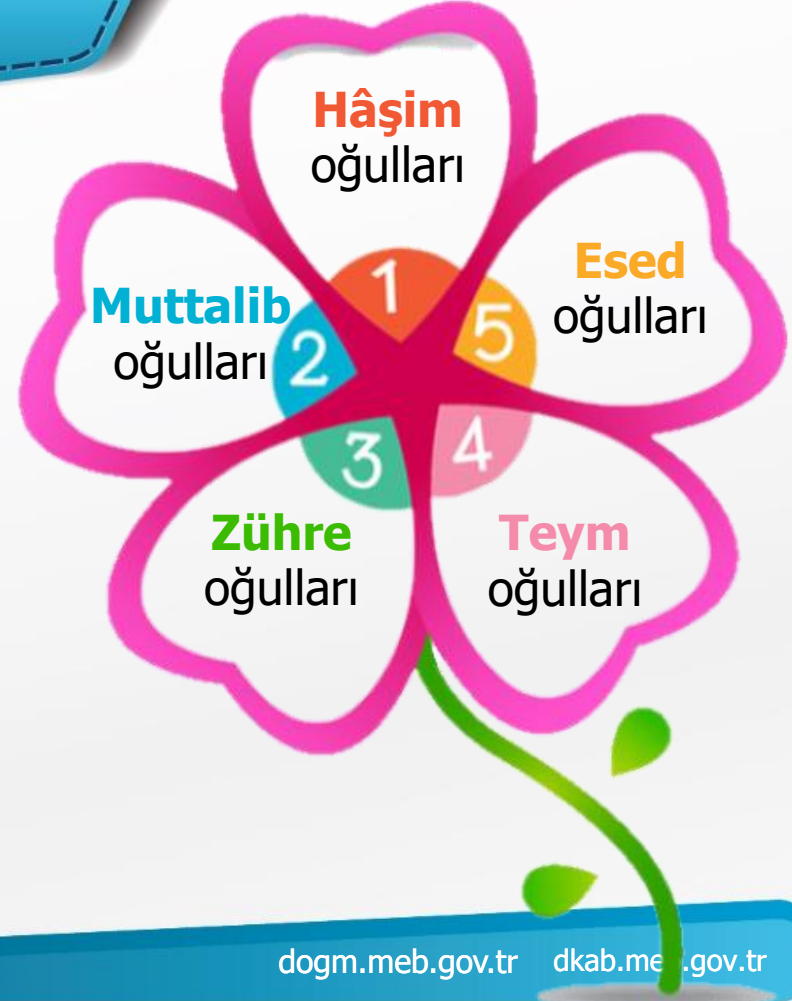 Hâşim
oğulları
1
Muttalib
oğulları
2
Zühre
oğulları
3
Teym
oğulları
4
Esed
oğulları
5
dogm.meb.gov.tr